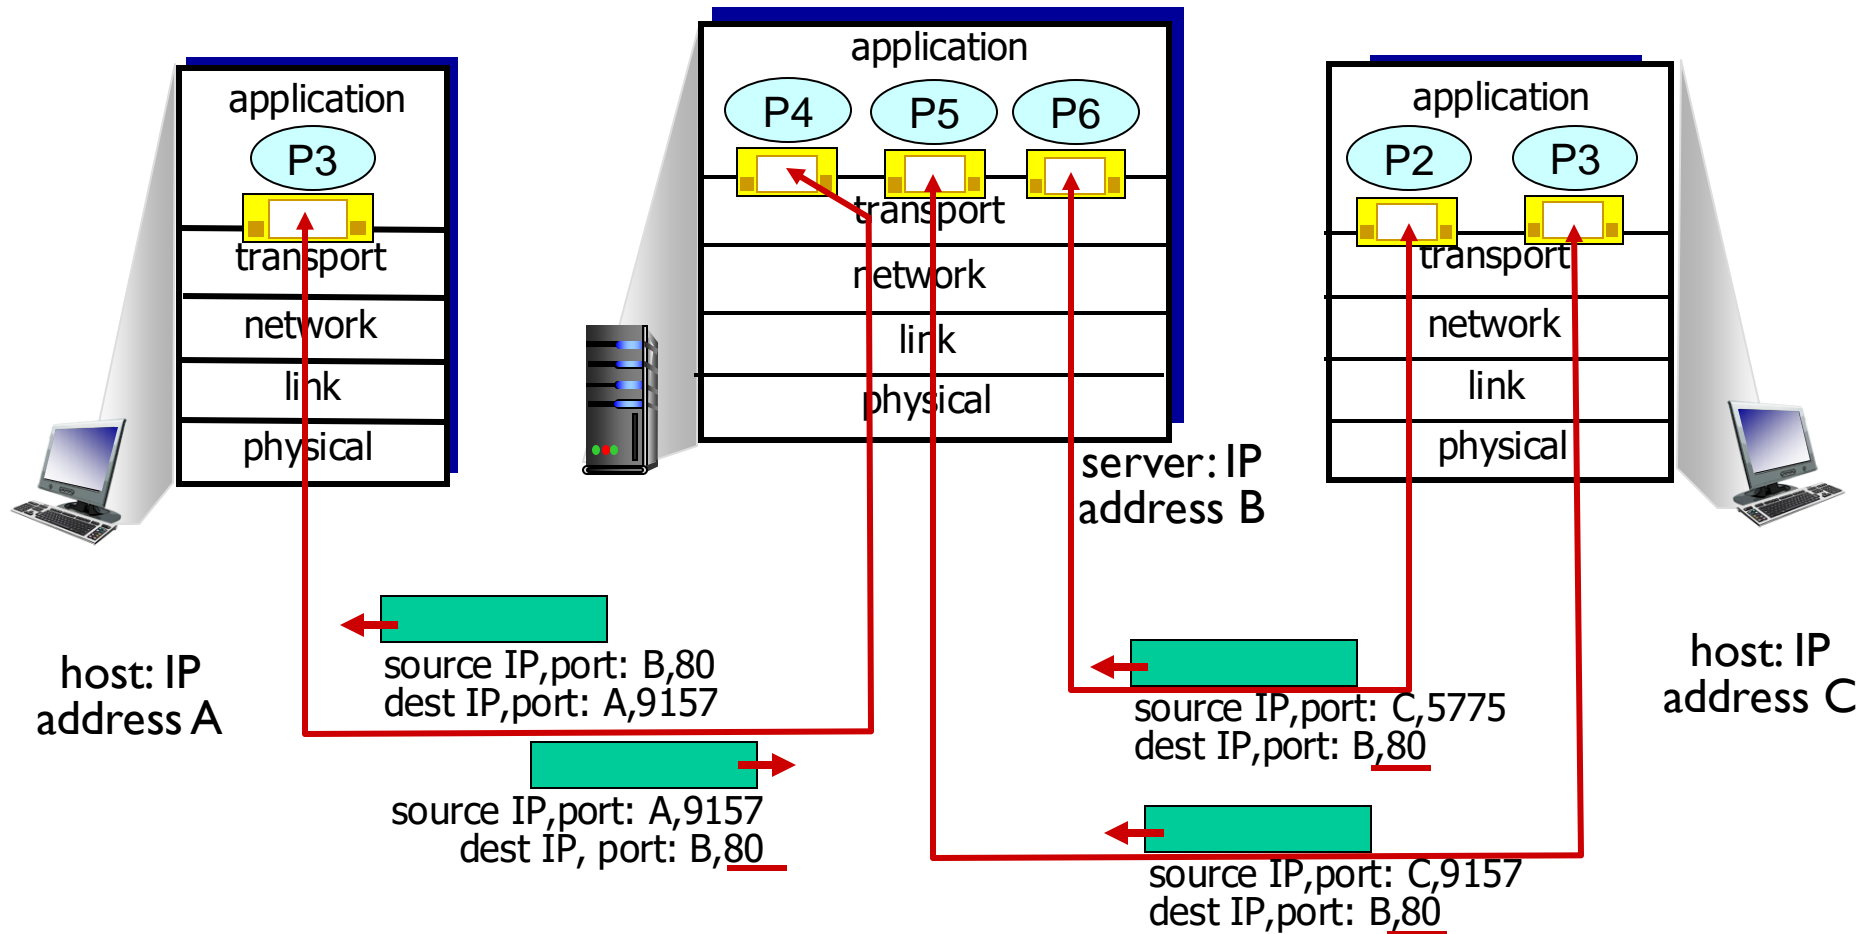 application
P3
transport
network
link
physical
host: IP
address A
application
P4 P5 P6
transport
network
link
physical
server: IP
address B
application
P2 P3
transport
network
link
physical
host: IP
address C
source IP,port: B,80
dest IP,port: A,9157
source IP,port: A,9157
dest IP, port: B,80
source IP,port: C,5775
dest IP,port: B,80
source IP,port: C,9157
dest IP,port: B,80